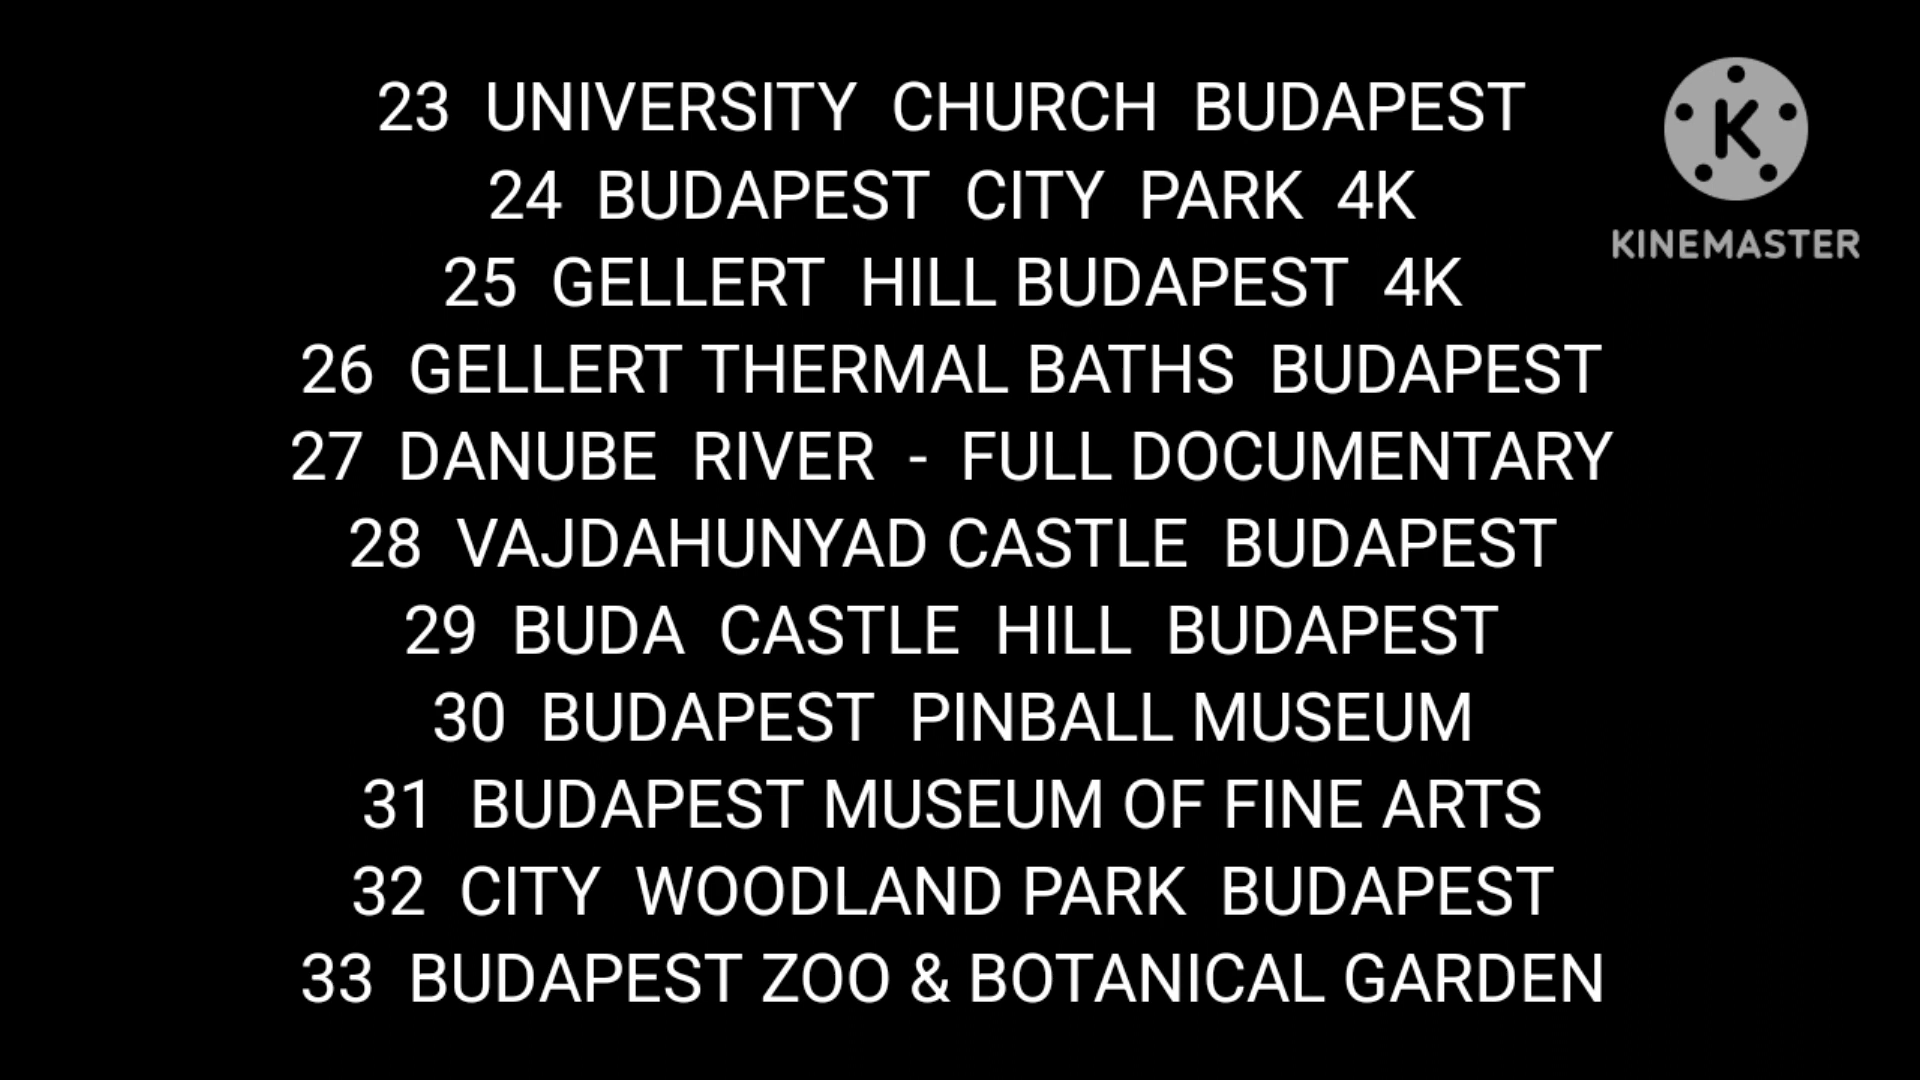 23 UNIVERSITY CHURCH BUDAPEST
24 BUDAPEST CITY PARK 4K
25 GELLERT HILL BUDAPEST 4K
26 GELLERT THERMAL BATHS BUDAPEST
27 DANUBE RIVER - FULL DOCUMENTARY
28 VAJDAHUNYAD CASTLE BUDAPEST
29 BUDA CASTLE HILL BUDAPEST
30 BUDAPEST PINBALL MUSEUM
31 BUDAPEST MUSEUM OF FINE ARTS
32 CITY WOODLAND PARK BUDAPEST
33 BUDAPEST ZOO & BOTANICAL GARDEN
K
KINEMASTER